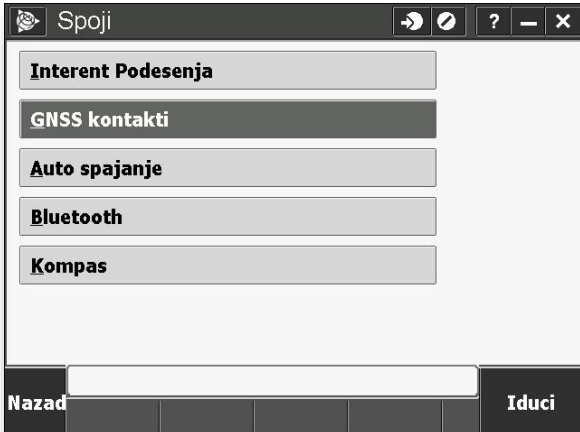 Spoji
? – ×
Interent Podesenja
GNSS kontakti
Auto spajanje
Bluetooth
Kompas
Nazad
Iduci